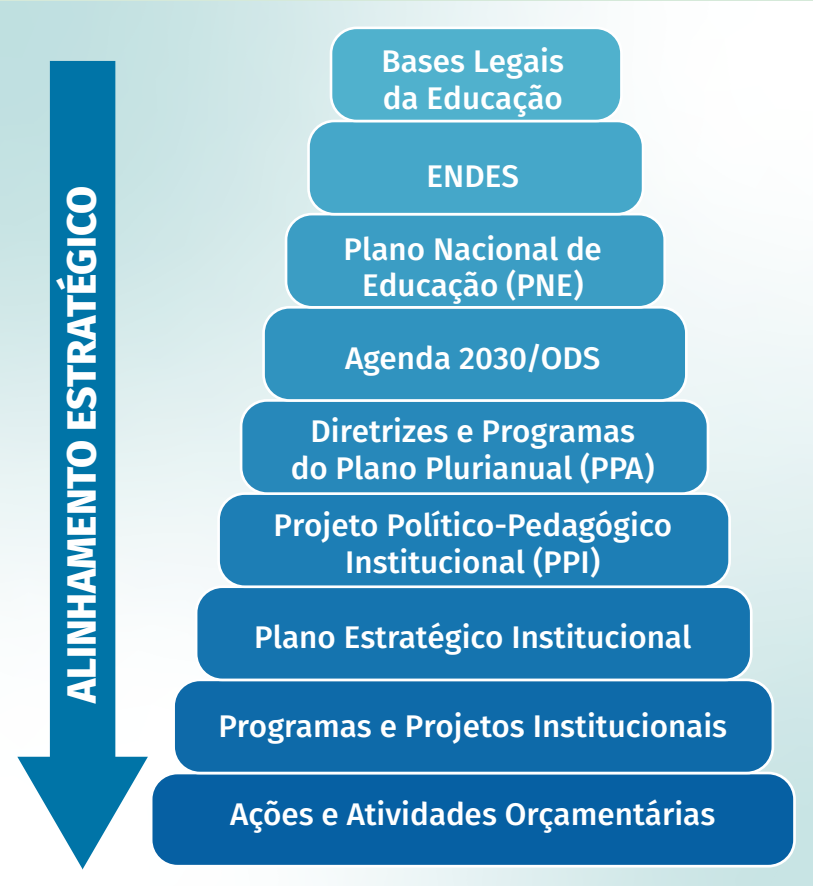 ALINHAMENTO ESTRATÉGICO
Bases Legais
da Educação
ENDES
Plano Nacional de
Educação (PNE)
Agenda 2030/ODS
Diretrizes e Programas
do Plano Plurianual (PPA)
Projeto Político-Pedagógico
Institucional (PPI)
Plano Estratégico Institucional
Programas e Projetos Institucionais
Ações e Atividades Orçamentárias